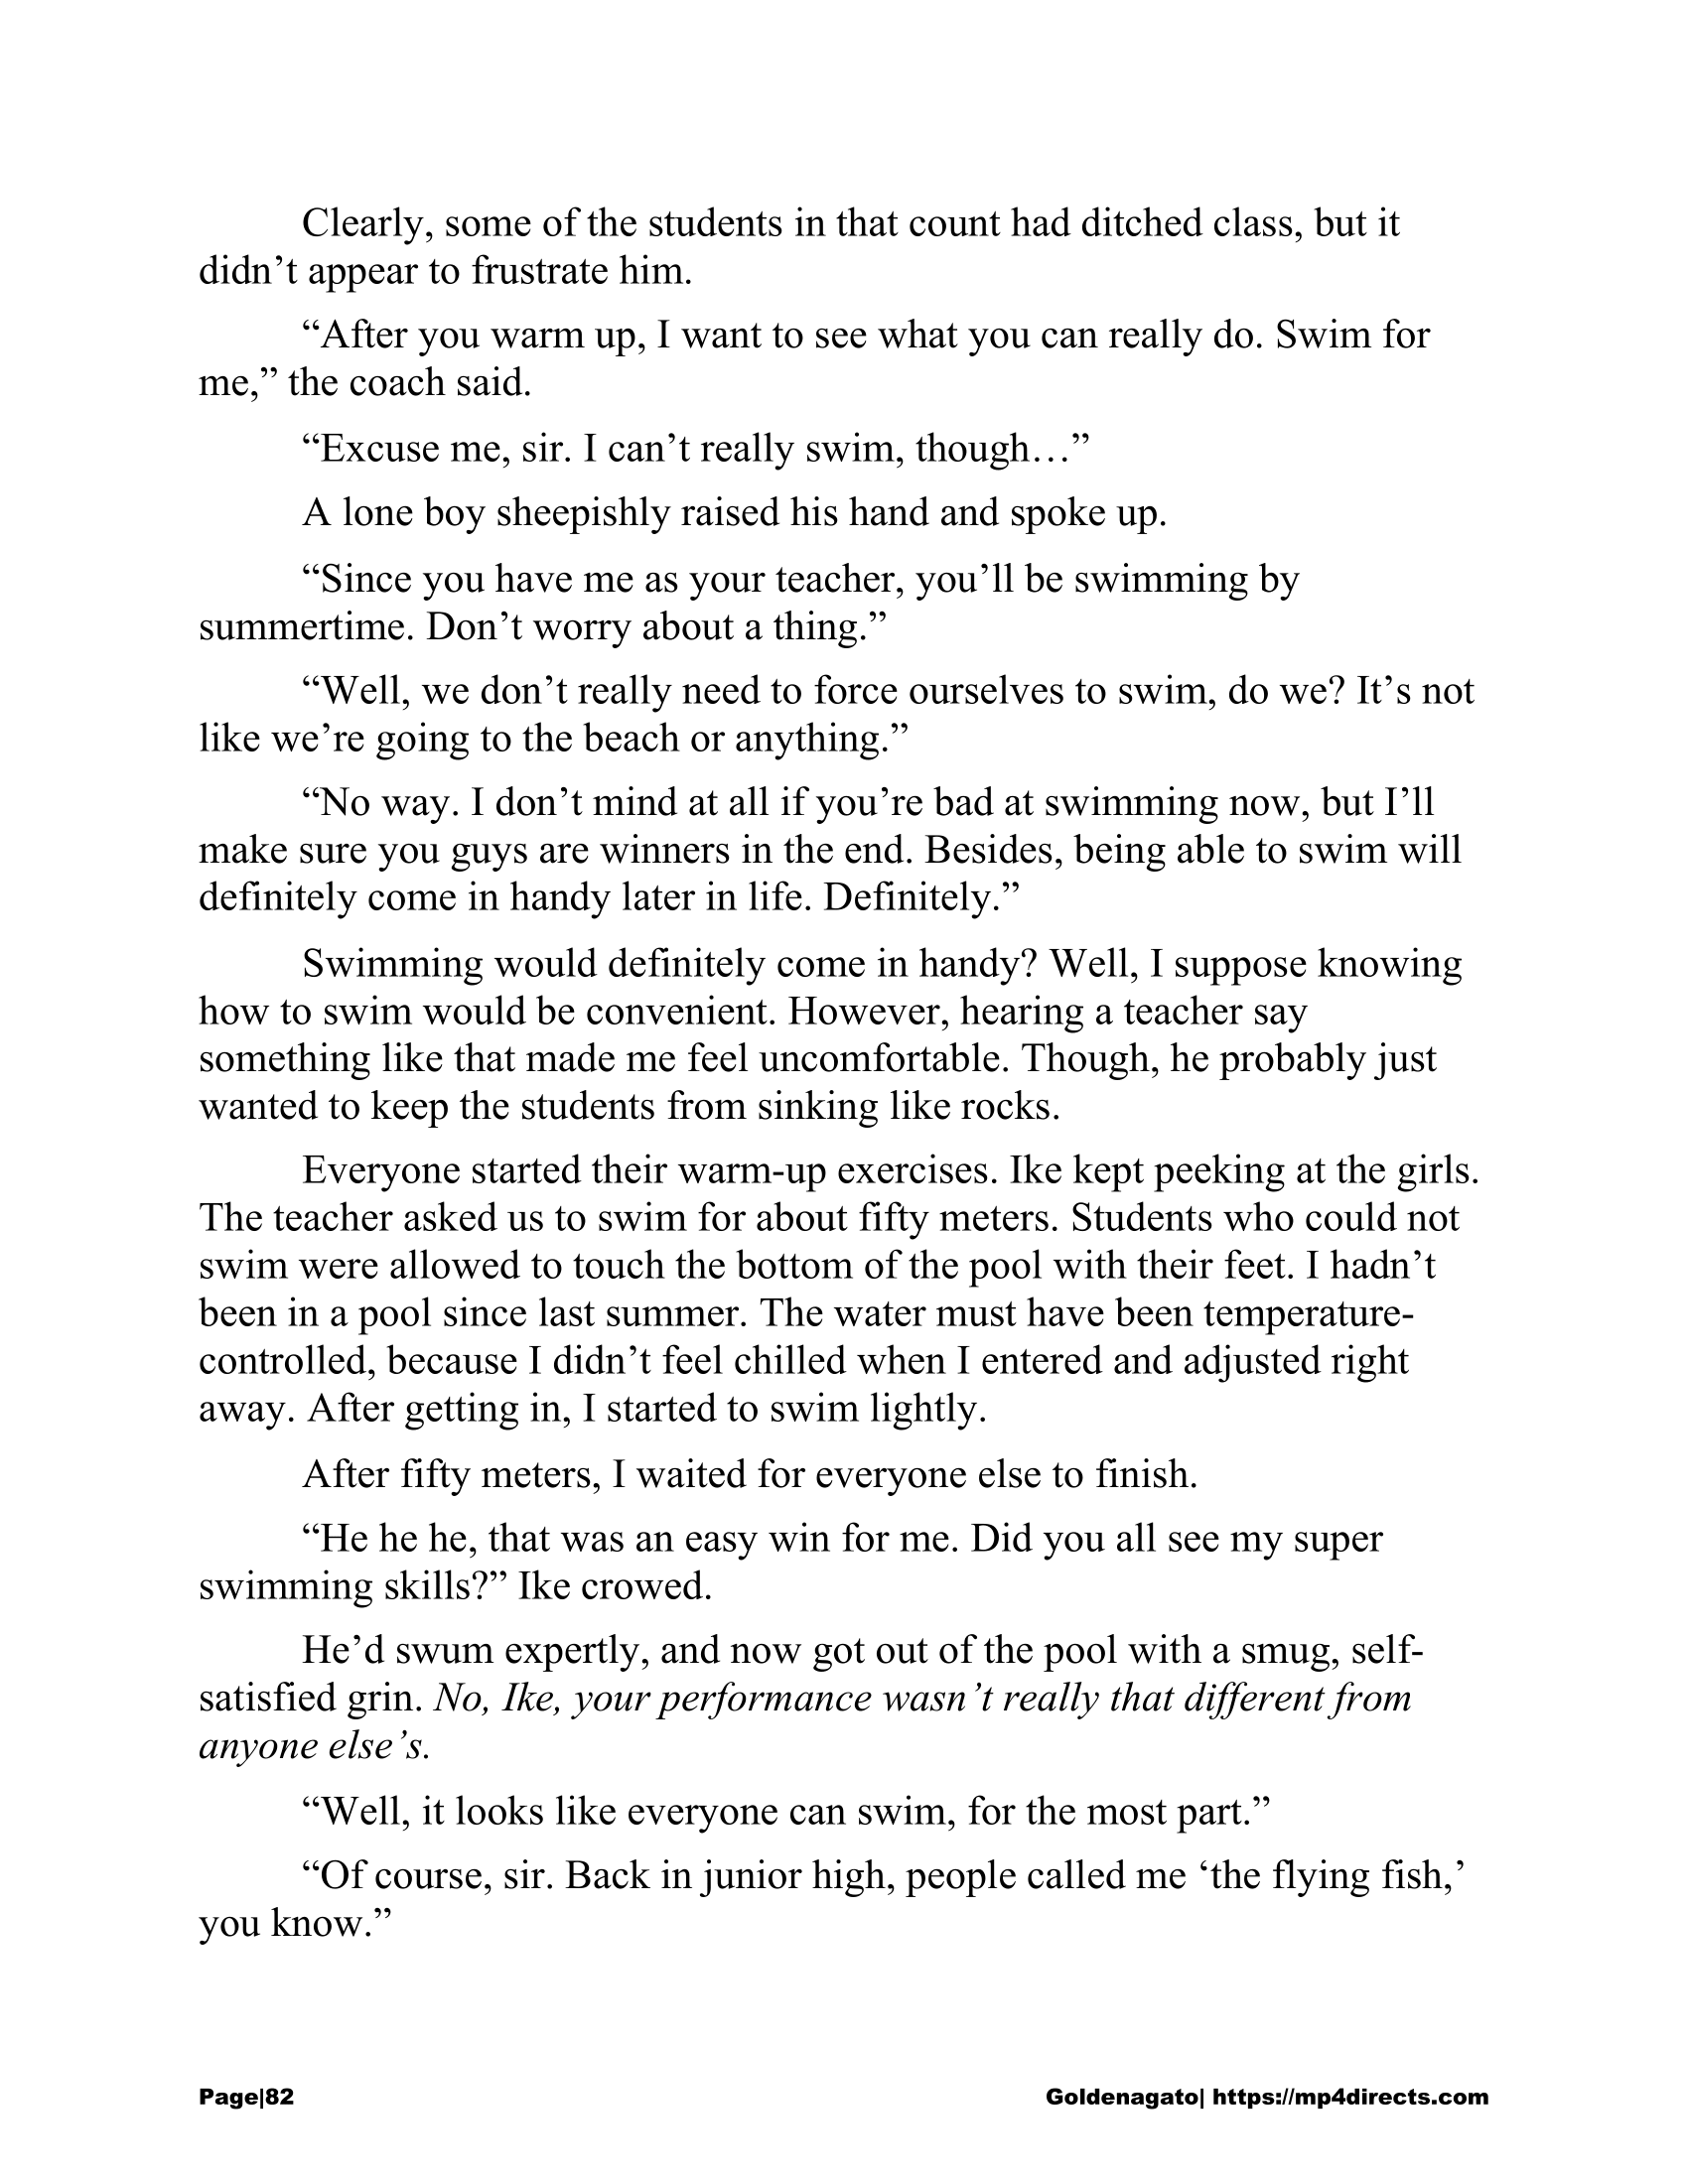 Clearly, some of the students in that count had ditched class, but it
didn’t appear to frustrate him.
“After you warm up, I want to see what you can really do. Swim for
me,” the coach said.
“Excuse me, sir. I can’t really swim, though…”
A lone boy sheepishly raised his hand and spoke up.
“Since you have me as your teacher, you’ll be swimming by
summertime. Don’t worry about a thing.”
“Well, we don’t really need to force ourselves to swim, do we? It’s not
like we’re going to the beach or anything.”
“No way. I don’t mind at all if you’re bad at swimming now, but I’ll
make sure you guys are winners in the end. Besides, being able to swim will
definitely come in handy later in life. Definitely.”
Swimming would definitely come in handy? Well, I suppose knowing
how to swim would be convenient. However, hearing a teacher say
something like that made me feel uncomfortable. Though, he probably just
wanted to keep the students from sinking like rocks.
Everyone started their warm-up exercises. Ike kept peeking at the girls.
The teacher asked us to swim for about fifty meters. Students who could not
swim were allowed to touch the bottom of the pool with their feet. I hadn’t
been in a pool since last summer. The water must have been temperature-
controlled, because I didn’t feel chilled when I entered and adjusted right
away. After getting in, I started to swim lightly.
After fifty meters, I waited for everyone else to finish.
“He he he, that was an easy win for me. Did you all see my super
swimming skills?” Ike crowed.
He’d swum expertly, and now got out of the pool with a smug, self-
satisfied grin. No, Ike, your performance wasn’t really that different from
anyone else’s.
“Well, it looks like everyone can swim, for the most part.”
“Of course, sir. Back in junior high, people called me ‘the flying fish,’
you know.”
Page|82 Goldenagato| https://mp4directs.com